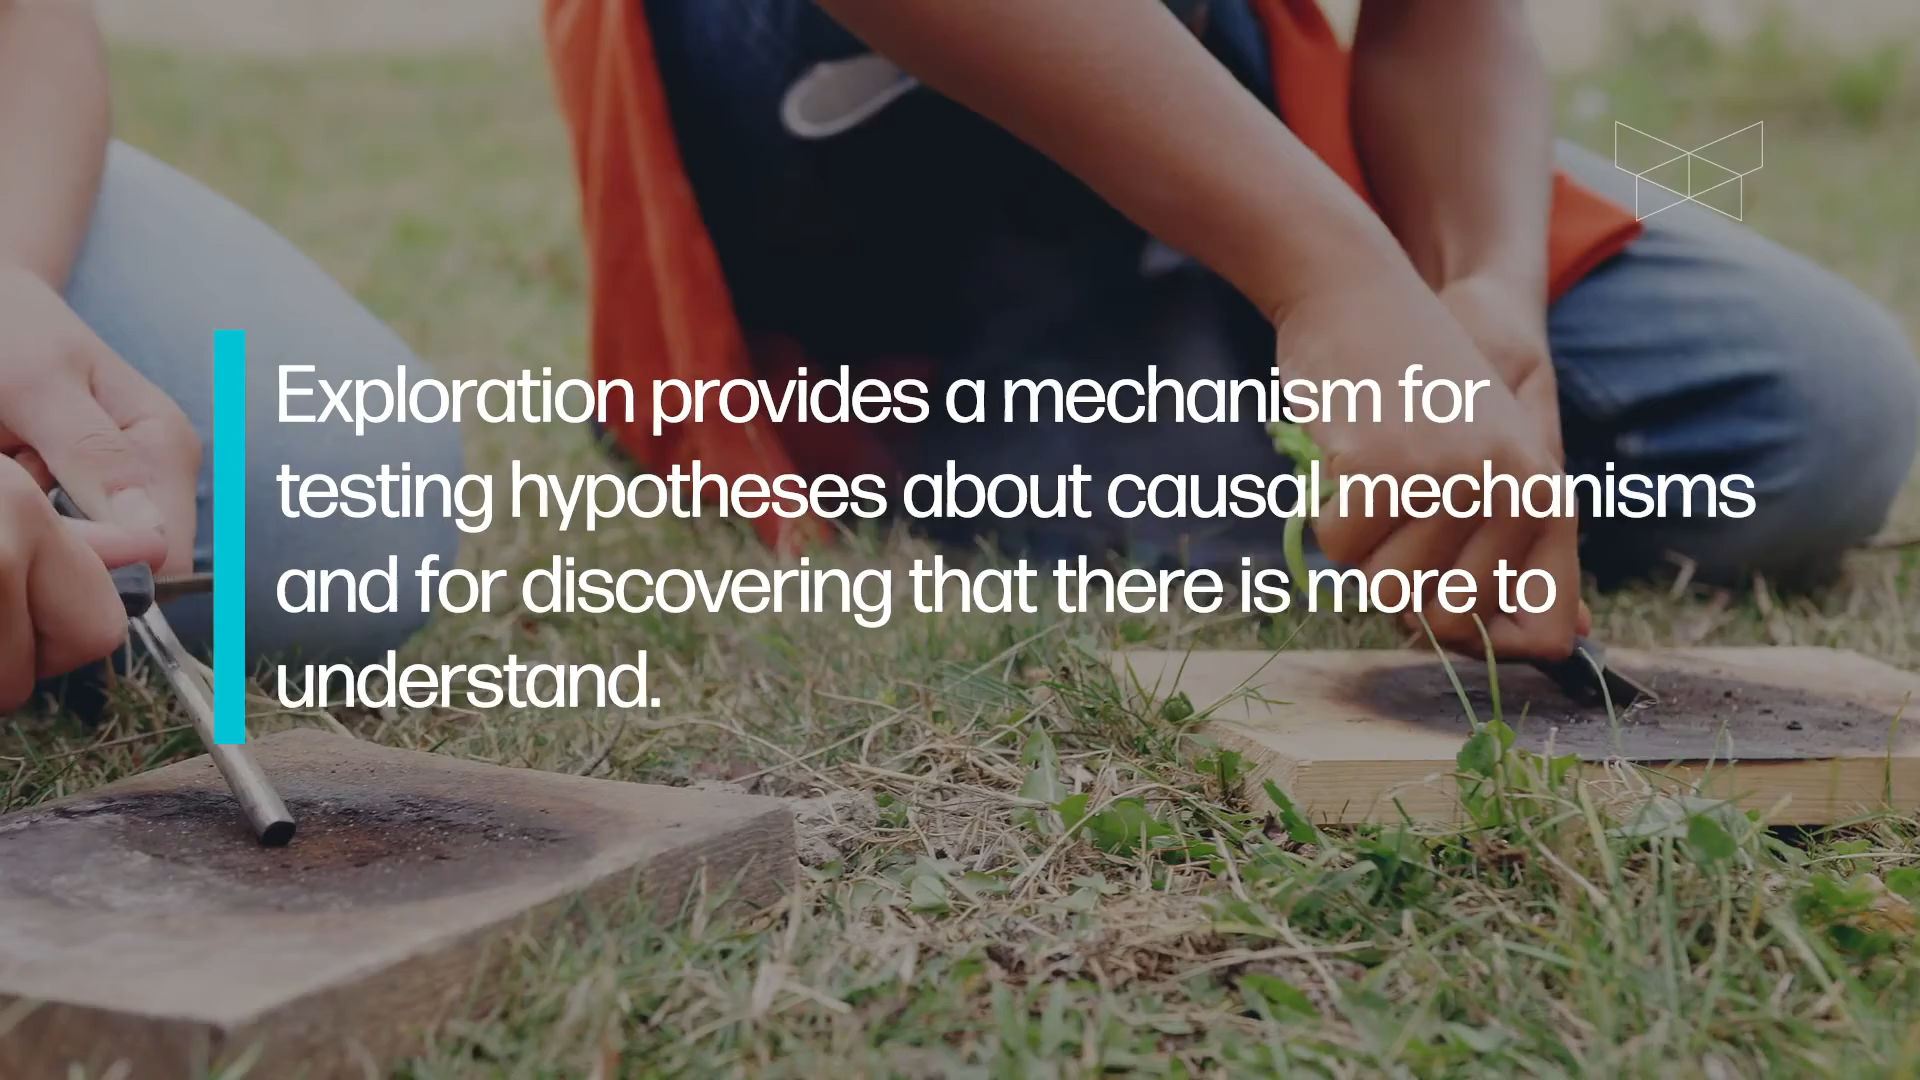 Exploration provides a mechanism for
testing hypotheses about causal mechanisms
and for discovering that there is more to
understand.